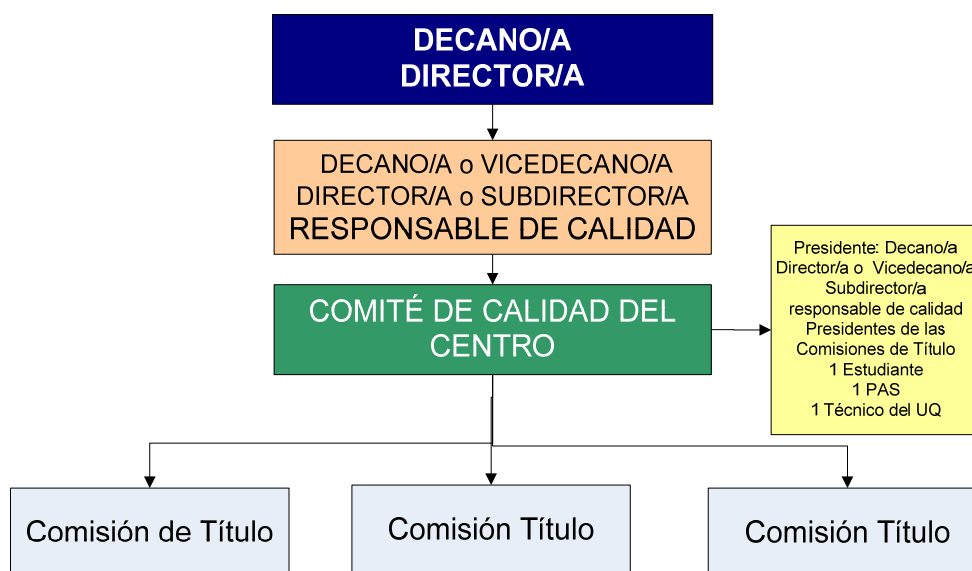 DECANO/A
DIRECTOR/A
DECANO/A o VICEDECANO/A
DIRECTOR/A o SUBDIRECTOR/A
RESPONSABLE DE CALIDAD
COMITÉ DE CALIDAD DEL
CENTRO
Presidente: Decano/a
Director/a o Vicedecano/a
Subdirector/a
responsable de calidad
Presidentes de las
Comisiones de Título
1 Estudiante
1 PAS
1 Técnico del UQ
Comisión de Título
Comisión Título
Comisión Título